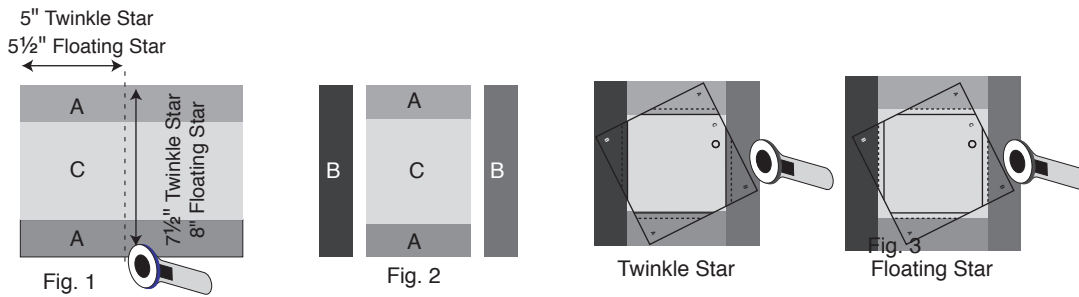 5" Twinkle Star
5½" Floating Star
A
C
A
7½" Twinkle Star
8" Floating Star
Fig. 1
B
A
C
A
B
Fig. 2
Twinkle Star
Fig. 3
Floating Star